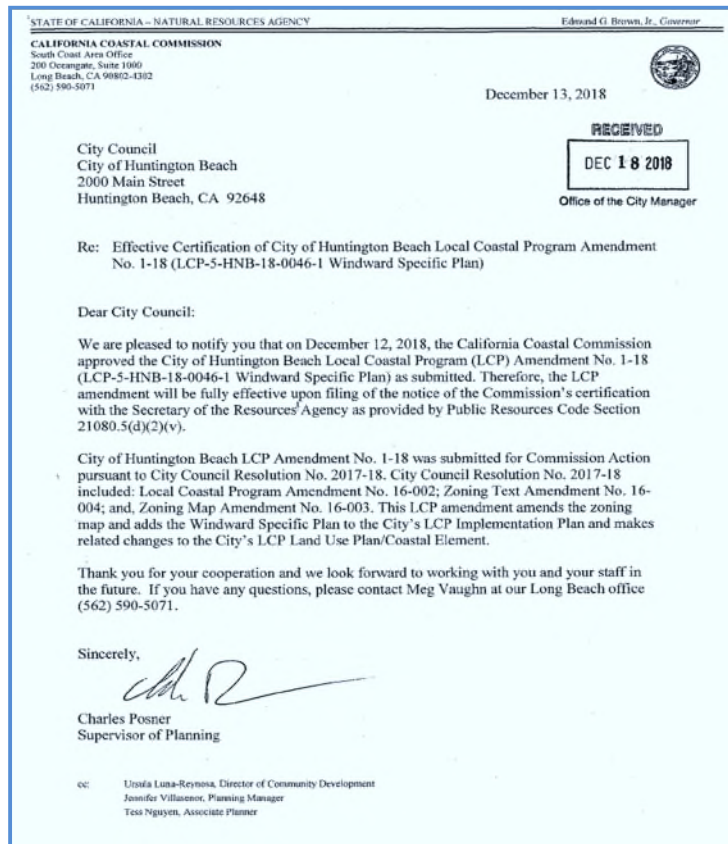 STATE OF CALIFORNIA – NATURAL RESOURCES AGENCY Edmund G. Brown, Jr., Governor
CALIFORNIA COASTAL COMMISSION
South Coast Area Office
200 Oceangate, Suite 1000
Long Beach, CA 90802-4302
(562) 590-5071
December 13, 2018
RECEIVED
DEC 18 2018
Office of the City Manager
City Council
City of Huntington Beach
2000 Main Street
Huntington Beach, CA 92648
Re: Effective Certification of City of Huntington Beach Local Coastal Program Amendment
No. 1-18 (LCP-5-HNB-18-0046-1 Windward Specific Plan)
Dear City Council:
We are pleased to notify you that on December 12, 2018, the California Coastal Commission
approved the City of Huntington Beach Local Coastal Program (LCP) Amendment No. 1-18
(LCP-5-HNB-18-0046-1 Windward Specific Plan) as submitted. Therefore, the LCP
amendment will be fully effective upon filing of the notice of the Commission's certification
with the Secretary of the Resources Agency as provided by Public Resources Code Section
21080.5(d)(2)(v).
City of Huntington Beach LCP Amendment No. 1-18 was submitted for Commission Action
pursuant to City Council Resolution No. 2017-18. City Council Resolution No. 2017-18
included: Local Coastal Program Amendment No. 16-002; Zoning Text Amendment No. 16-
004; and, Zoning Map Amendment No. 16-003. This LCP amendment amends the zoning
map and adds the Windward Specific Plan to the City's LCP Implementation Plan and makes
related changes to the City's LCP Land Use Plan/Coastal Element.
Thank you for your cooperation and we look forward to working with you and your staff in
the future. If you have any questions, please contact Meg Vaughn at our Long Beach office
(562) 590-5071.
Sincerely,
Charles Posner
Supervisor of Planning
cc: Ursula Luna-Reynosa, Director of Community Development
Jennifer Villasenor, Planning Manager
Tess Nguyen, Associate Planner